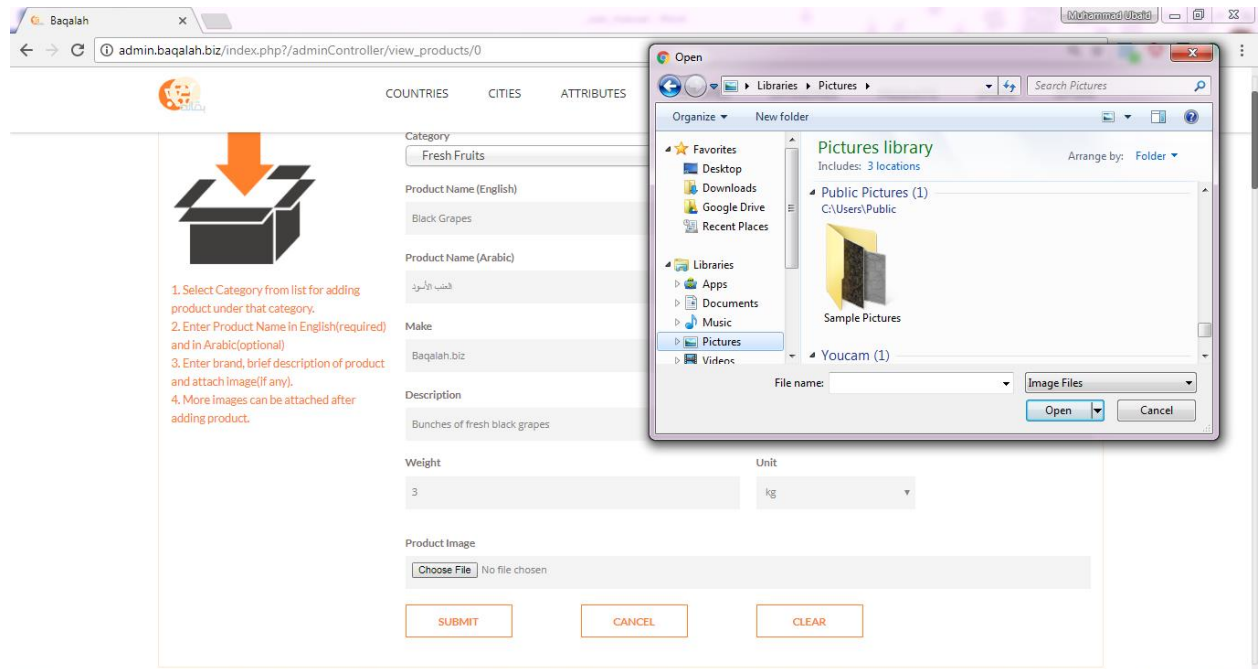 Baqalah
Muhammad Ubaid
admin.baqalah.biz/index.php?/adminController/view_products/0
COUNTRIES CITIES ATTRIBUTES
بقالة
Category
Fresh Fruits
Product Name (English)
Black Grapes
Product Name (Arabic)
العنب الأسود
Make
Baqalah.biz
Description
Bunches of fresh black grapes
Weight
Unit
3
kg
Product Image
Choose File No file chosen
SUBMIT CANCEL CLEAR
1. Select Category from list for adding
product under that category.
2. Enter Product Name in English(required)
and in Arabic(optional)
3. Enter brand, brief description of product
and attach image(if any).
4. More images can be attached after
adding product.
Open
Libraries Pictures
Search Pictures
Organize New folder
Favorites
Desktop
Downloads
Google Drive
Recent Places
Libraries
Apps
Documents
Music
Pictures
Videos
Pictures library
Includes: 3 locations
Arrange by: Folder
Public Pictures (1)
C:\Users\Public
Sample Pictures
Youcam (1)
File name:
Image Files
Open Cancel